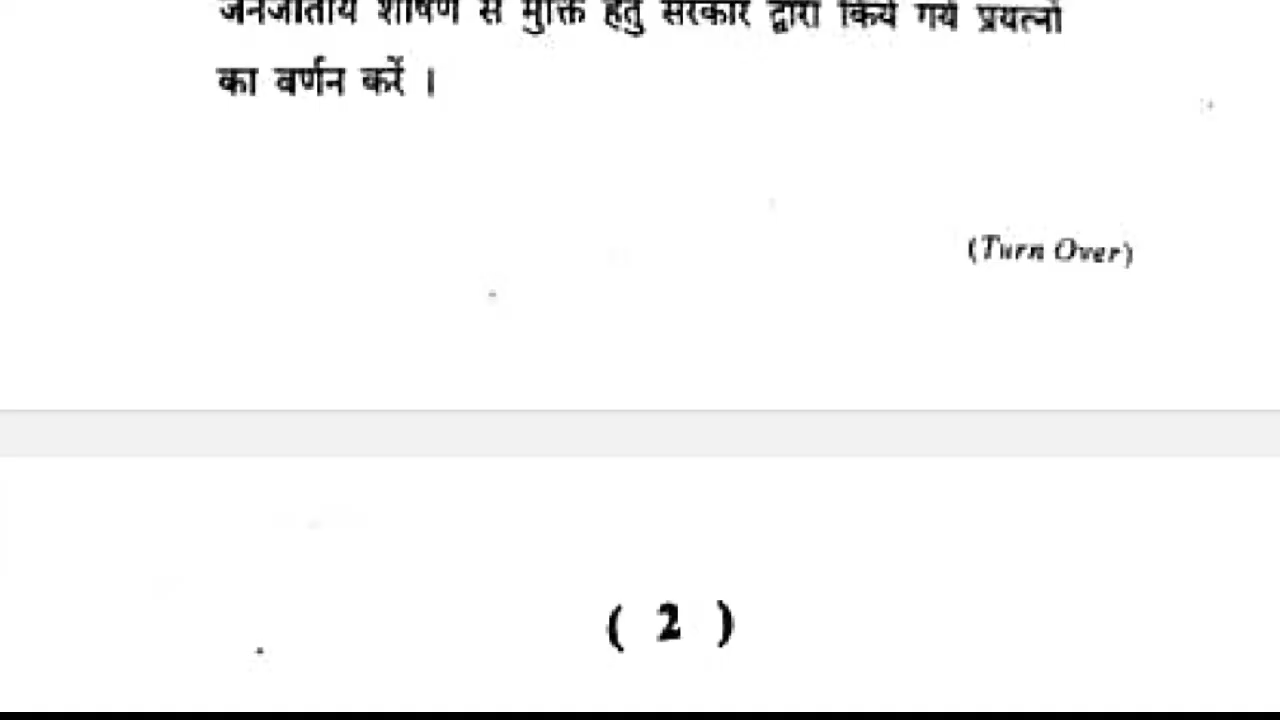 जनजातीय शोषण से मुक्ति हेतु सरकार द्वारा किये गये प्रयत्नों
का वर्णन करें ।
(Turn Over)
( 2 )